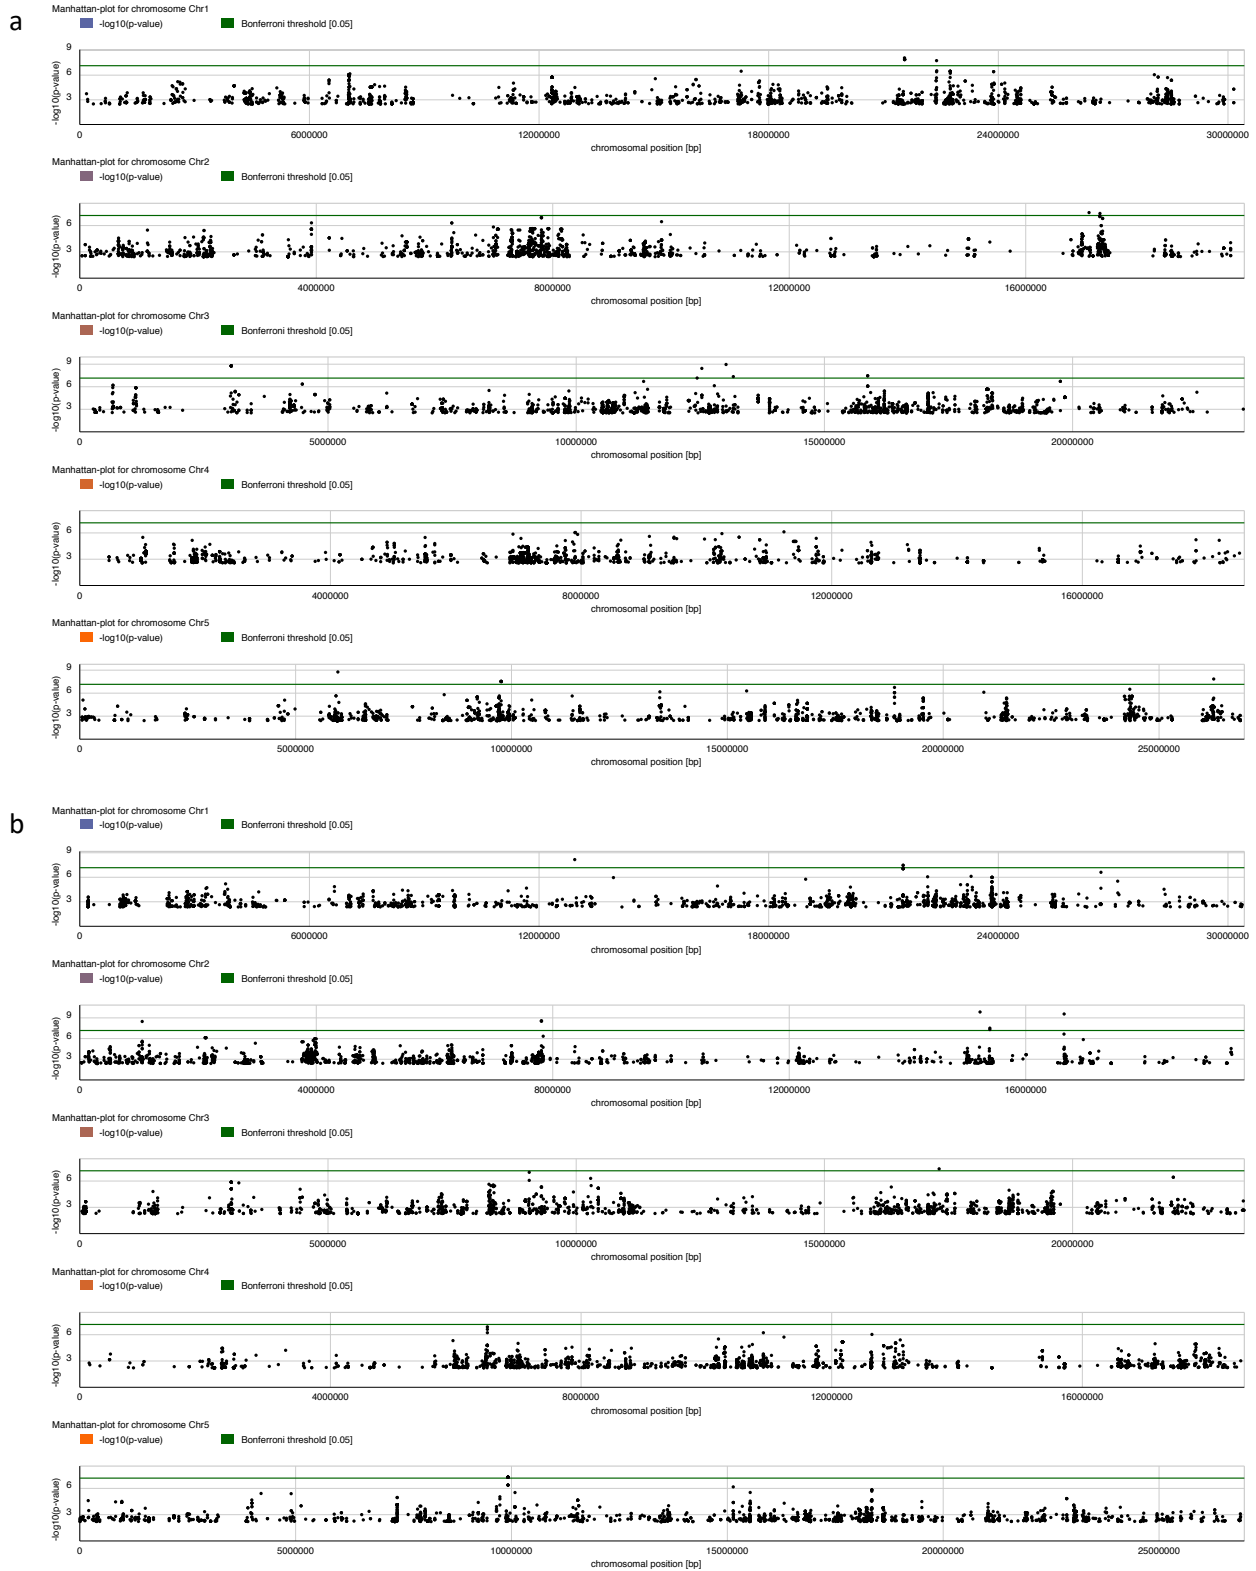 a
Manhattan-plot for chromosome Chr1
-log10(p-value) Bonferroni threshold [0.05]
9
6
3
-log10(p-value)
0 6000000 12000000 18000000 24000000 30000000
chromosomal position [bp]
Manhattan-plot for chromosome Chr2
-log10(p-value) Bonferroni threshold [0.05]
6
3
-log10(p-value)
0 4000000 8000000 12000000 16000000
chromosomal position [bp]
Manhattan-plot for chromosome Chr3
-log10(p-value) Bonferroni threshold [0.05]
9
6
3
-log10(p-value)
0 5000000 10000000 15000000 20000000
chromosomal position [bp]
Manhattan-plot for chromosome Chr4
-log10(p-value) Bonferroni threshold [0.05]
6
3
-log10(p-value)
0 4000000 8000000 12000000 16000000
chromosomal position [bp]
Manhattan-plot for chromosome Chr5
-log10(p-value) Bonferroni threshold [0.05]
9
6
3
-log10(p-value)
0 5000000 10000000 15000000 20000000 25000000
chromosomal position [bp]
b
Manhattan-plot for chromosome Chr1
-log10(p-value) Bonferroni threshold [0.05]
9
6
3
-log10(p-value)
0 6000000 12000000 18000000 24000000 30000000
chromosomal position [bp]
Manhattan-plot for chromosome Chr2
-log10(p-value) Bonferroni threshold [0.05]
9
6
3
-log10(p-value)
0 4000000 8000000 12000000 16000000
chromosomal position [bp]
Manhattan-plot for chromosome Chr3
-log10(p-value) Bonferroni threshold [0.05]
6
3
-log10(p-value)
0 5000000 10000000 15000000 20000000
chromosomal position [bp]
Manhattan-plot for chromosome Chr4
-log10(p-value) Bonferroni threshold [0.05]
6
3
-log10(p-value)
0 4000000 8000000 12000000 16000000
chromosomal position [bp]
Manhattan-plot for chromosome Chr5
-log10(p-value) Bonferroni threshold [0.05]
6
3
-log10(p-value)
0 5000000 10000000 15000000 20000000 25000000
chromosomal position [bp]